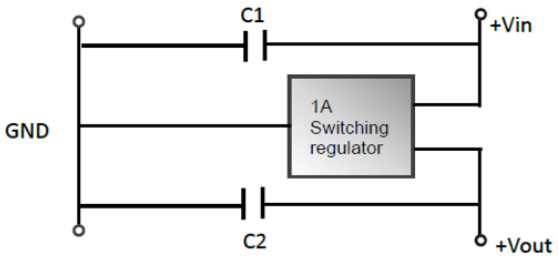 C1
+Vin
1A
Switching
regulator
GND
C2
+Vout